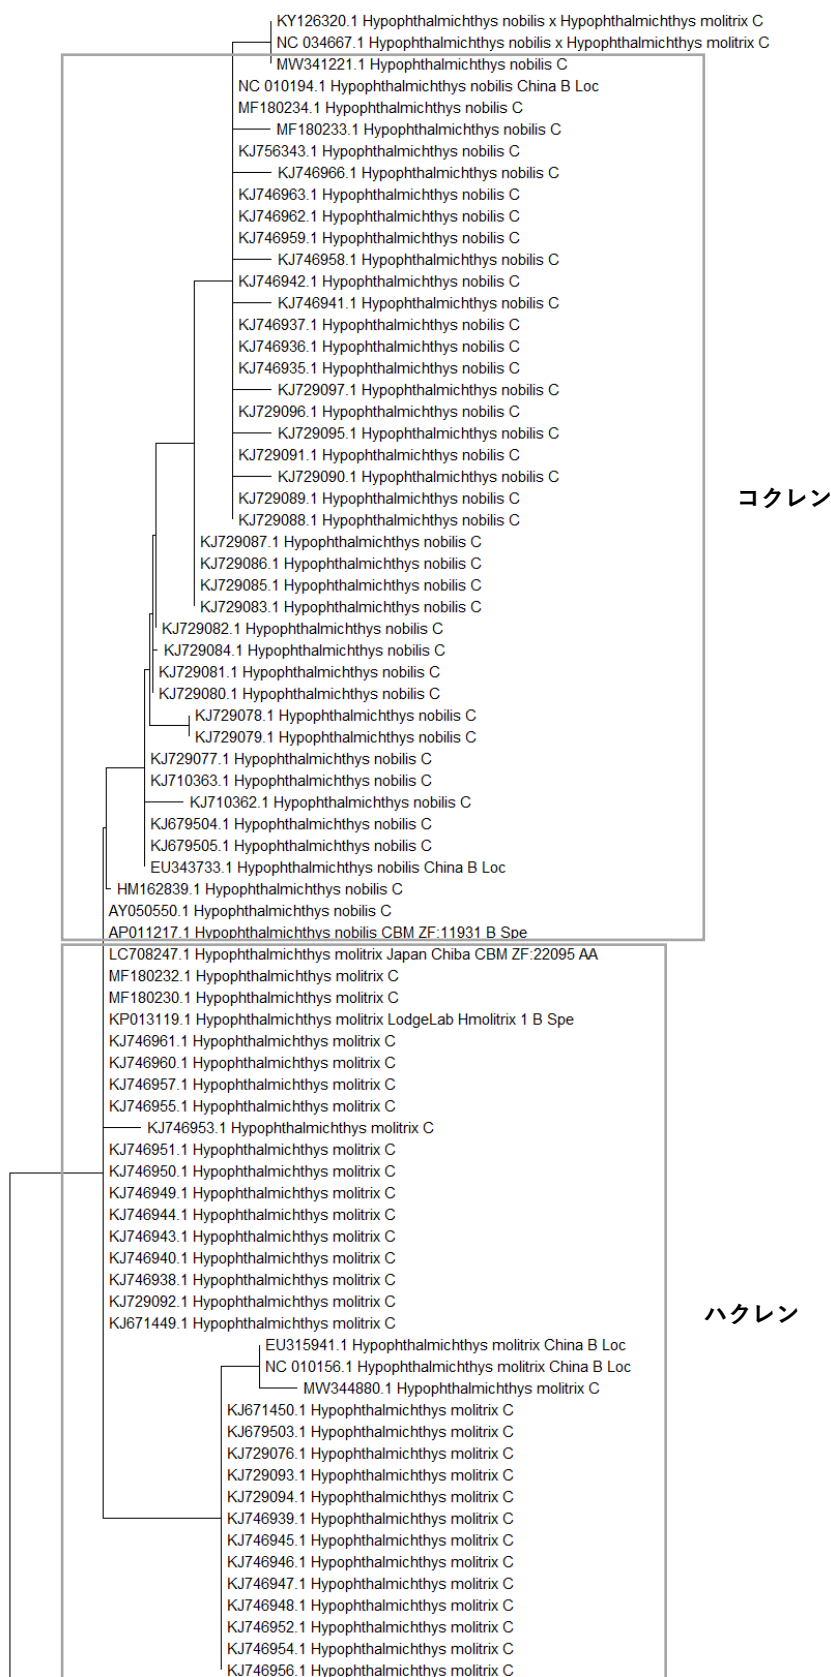 KY126320.1 Hypophthalmichthys nobilis x Hypophthalmichthys molitrix C
NC 034667.1 Hypophthalmichthys nobilis x Hypophthalmichthys molitrix C
MW341221.1 Hypophthalmichthys nobilis C
NC 010194.1 Hypophthalmichthys nobilis China B Loc
MF180234.1 Hypophthalmichthys nobilis C
MF180233.1 Hypophthalmichthys nobilis C
KJ756343.1 Hypophthalmichthys nobilis C
KJ746966.1 Hypophthalmichthys nobilis C
KJ746963.1 Hypophthalmichthys nobilis C
KJ746962.1 Hypophthalmichthys nobilis C
KJ746959.1 Hypophthalmichthys nobilis C
KJ746958.1 Hypophthalmichthys nobilis C
KJ746942.1 Hypophthalmichthys nobilis C
KJ746941.1 Hypophthalmichthys nobilis C
KJ746937.1 Hypophthalmichthys nobilis C
KJ746936.1 Hypophthalmichthys nobilis C
KJ746935.1 Hypophthalmichthys nobilis C
KJ729097.1 Hypophthalmichthys nobilis C
KJ729096.1 Hypophthalmichthys nobilis C
KJ729095.1 Hypophthalmichthys nobilis C
KJ729091.1 Hypophthalmichthys nobilis C
KJ729090.1 Hypophthalmichthys nobilis C
KJ729089.1 Hypophthalmichthys nobilis C
KJ729088.1 Hypophthalmichthys nobilis C
KJ729087.1 Hypophthalmichthys nobilis C
KJ729086.1 Hypophthalmichthys nobilis C
KJ729085.1 Hypophthalmichthys nobilis C
KJ729083.1 Hypophthalmichthys nobilis C
KJ729082.1 Hypophthalmichthys nobilis C
KJ729084.1 Hypophthalmichthys nobilis C
KJ729081.1 Hypophthalmichthys nobilis C
KJ729080.1 Hypophthalmichthys nobilis C
KJ729078.1 Hypophthalmichthys nobilis C
KJ729079.1 Hypophthalmichthys nobilis C
KJ729077.1 Hypophthalmichthys nobilis C
KJ710363.1 Hypophthalmichthys nobilis C
KJ710362.1 Hypophthalmichthys nobilis C
KJ679504.1 Hypophthalmichthys nobilis C
KJ679505.1 Hypophthalmichthys nobilis C
EU343733.1 Hypophthalmichthys nobilis China B Loc
HM162839.1 Hypophthalmichthys nobilis C
AY050550.1 Hypophthalmichthys nobilis C
AP011217.1 Hypophthalmichthys nobilis CBM ZF:11931 B Spe
コクレン
LC708247.1 Hypophthalmichthys molitrix Japan Chiba CBM ZF:22095 AA
MF180232.1 Hypophthalmichthys molitrix C
MF180230.1 Hypophthalmichthys molitrix C
KP013119.1 Hypophthalmichthys molitrix LodgeLab Hmolitrix 1 B Spe
KJ746961.1 Hypophthalmichthys molitrix C
KJ746960.1 Hypophthalmichthys molitrix C
KJ746957.1 Hypophthalmichthys molitrix C
KJ746955.1 Hypophthalmichthys molitrix C
KJ746953.1 Hypophthalmichthys molitrix C
KJ746951.1 Hypophthalmichthys molitrix C
KJ746950.1 Hypophthalmichthys molitrix C
KJ746949.1 Hypophthalmichthys molitrix C
KJ746944.1 Hypophthalmichthys molitrix C
KJ746943.1 Hypophthalmichthys molitrix C
KJ746940.1 Hypophthalmichthys molitrix C
KJ746938.1 Hypophthalmichthys molitrix C
KJ729092.1 Hypophthalmichthys molitrix C
KJ671449.1 Hypophthalmichthys molitrix C
EU315941.1 Hypophthalmichthys molitrix China B Loc
NC 010156.1 Hypophthalmichthys molitrix China B Loc
MW344880.1 Hypophthalmichthys molitrix C
KJ671450.1 Hypophthalmichthys molitrix C
KJ679503.1 Hypophthalmichthys molitrix C
KJ729076.1 Hypophthalmichthys molitrix C
KJ729093.1 Hypophthalmichthys molitrix C
KJ729094.1 Hypophthalmichthys molitrix C
KJ746939.1 Hypophthalmichthys molitrix C
KJ746945.1 Hypophthalmichthys molitrix C
KJ746946.1 Hypophthalmichthys molitrix C
KJ746947.1 Hypophthalmichthys molitrix C
KJ746948.1 Hypophthalmichthys molitrix C
KJ746952.1 Hypophthalmichthys molitrix C
KJ746954.1 Hypophthalmichthys molitrix C
KJ746956.1 Hypophthalmichthys molitrix C
ハクレン